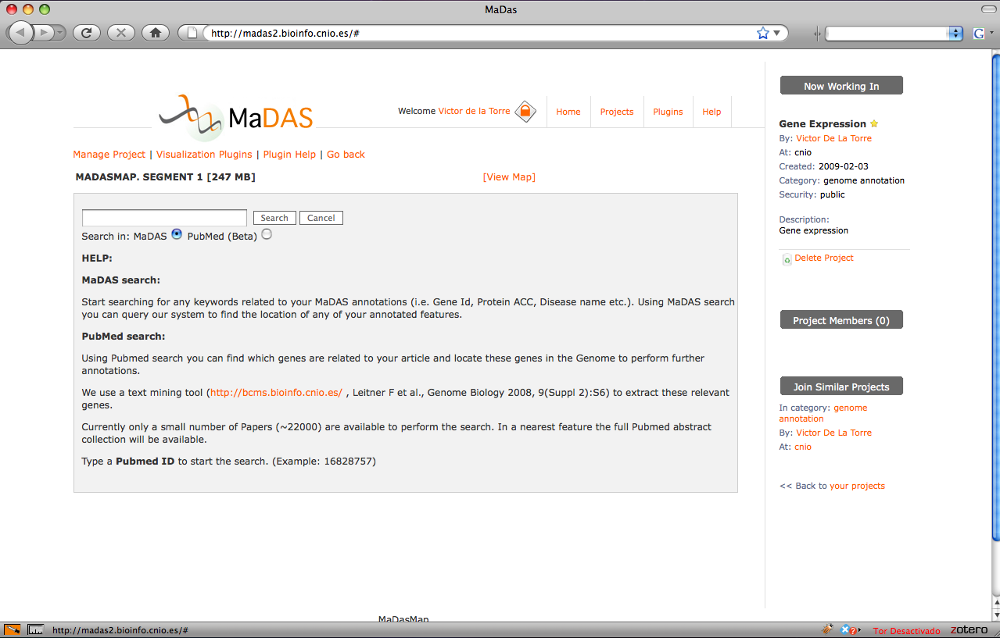 MaDas
http://madas2.bioinfo.cnio.es/#
G
MaDAS
Welcome Victor de la Torre
Home
Projects
Plugins
Help
Manage Project | Visualization Plugins | Plugin Help | Go back
MADASMAP. SEGMENT 1 [247 MB]
[View Map]
Search
Cancel
Search in: MaDAS PubMed (Beta)
HELP:
MaDAS search:
Start searching for any keywords related to your MaDAS annotations (i.e. Gene Id, Protein ACC, Disease name etc.). Using MaDAS search
you can query our system to find the location of any of your annotated features.
PubMed search:
Using Pubmed search you can find which genes are related to your article and locate these genes in the Genome to perform further
annotations.
We use a text mining tool (http://bcms.bioinfo.cnio.es/ , Leitner F et al., Genome Biology 2008, 9(Suppl 2):S6) to extract these relevant
genes.
Currently only a small number of Papers (~22000) are available to perform the search. In a nearest feature the full Pubmed abstract
collection will be available.
Type a Pubmed ID to start the search. (Example: 16828757)
Now Working In
Gene Expression
By: Victor De La Torre
At: cnio
Created: 2009-02-03
Category: genome annotation
Security: public
Description:
Gene expression
Delete Project
Project Members (0)
Join Similar Projects
In category: genome
annotation
By: Victor De La Torre
At: cnio
<< Back to your projects
MaDasMap
http://madas2.bioinfo.cnio.es/#
Tor Desactivado
zotero